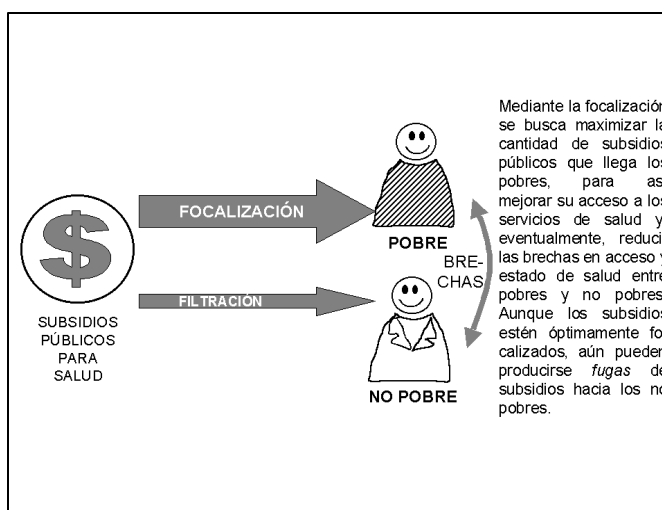 FOCALIZACIÓN
POBRE
BRE-
CHAS
FILTRACIÓN
NO POBRE
$
SUBSIDIOS
PÚBLICOS
PARA
SALUD
Mediante la focalización
se busca maximizar la
cantidad de subsidios
públicos que llega los
pobres, para as
mejorar su acceso a los
servicios de salud y,
eventualmente, reduci
las brechas en acceso y
estado de salud entre
pobres y no pobres.
Aunque los subsidios
estén óptimamente fo-
calizados, aún pueden
producirse fugas de
subsidios hacia los no
pobres.